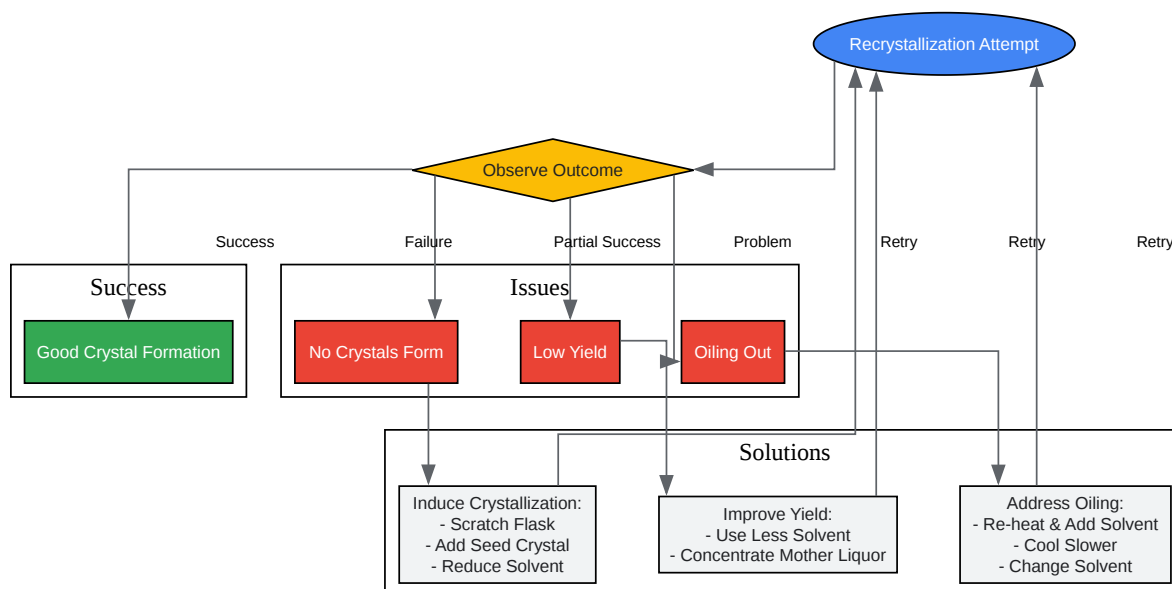 Recrystallization Attempt
Observe Outcome
Success
Failure
Partial Success
Problem
Retry
Retry
Retry
Success
Issues
Good Crystal Formation
No Crystals Form
Low Yield
Oiling Out
Solutions
Induce Crystallization:
- Scratch Flask
- Add Seed Crystal
- Reduce Solvent
Improve Yield:
- Use Less Solvent
- Concentrate Mother Liquor
Address Oiling:
- Re-heat & Add Solvent
- Cool Slower
- Change Solvent